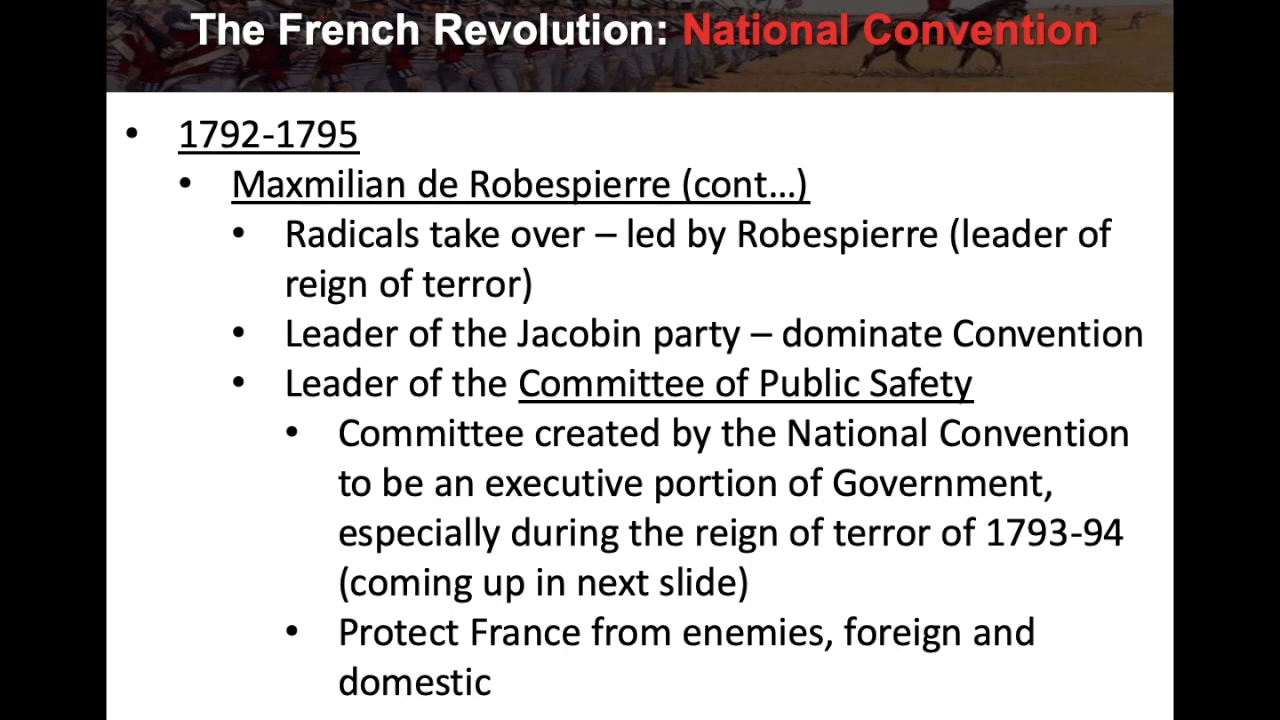 The French Revolution: National Convention
• 1792-1795
• Maxmilian de Robespierre (cont…)
• Radicals take over – led by Robespierre (leader of
reign of terror)
• Leader of the Jacobin party – dominate Convention
• Leader of the Committee of Public Safety
• Committee created by the National Convention
to be an executive portion of Government,
especially during the reign of terror of 1793-94
(coming up in next slide)
• Protect France from enemies, foreign and
domestic